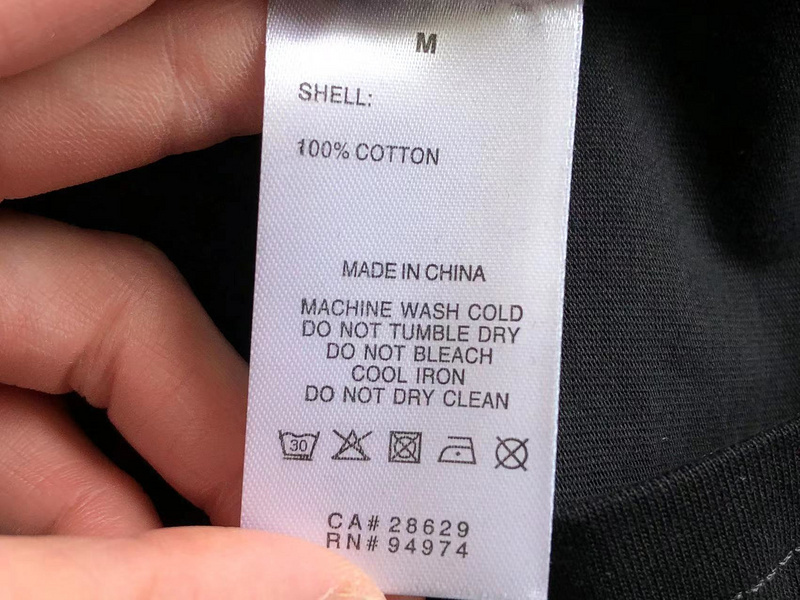 M
SHELL:
100% COTTON
MADE IN CHINA
MACHINE WASH COLD
DO NOT TUMBLE DRY
DO NOT BLEACH
COOL IRON
DO NOT DRY CLEAN
30
CA# 28629
RN# 94974